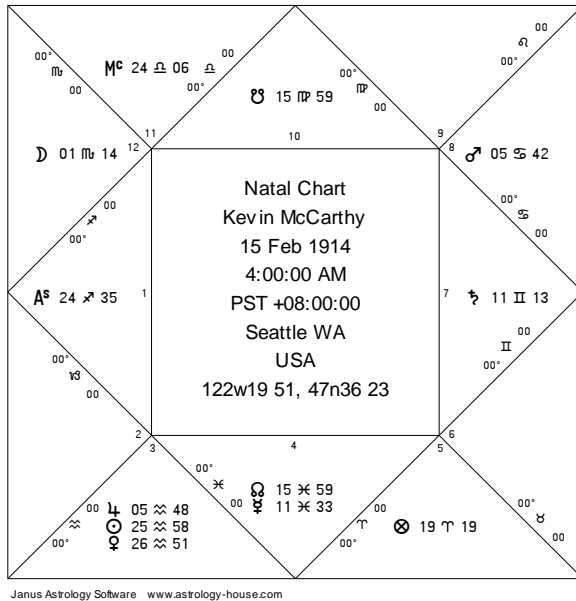 00
00° ♏ 00
Mᶜ 24 ♎ 06
♎ 00°
00
☋ 15 ♍ 59
00° ♍ 00
♌ 00
00°
11
12
10
9
8
☽ 01 ♏ 14
♂ 05 ♋ 42
00 ♐ 00°
00° ♋ 00
Natal Chart
Kevin McCarthy
15 Feb 1914
4:00:00 AM
PST +08:00:00
Seattle WA
USA
122w19 51, 47n36 23
Aˢ 24 ♐ 35
1
7
♄ 11 ♊ 13
00° ♑ 00
00 ♊ 00°
2
3
4
6
5
♃ 05 ♒ 48
☉ 25 ♒ 58
♀ 26 ♒ 51
00 ♒ 00°
00° ♓ 00
☊ 15 ♓ 59
☿ 11 ♓ 33
00 ♈ 00°
⊗ 19 ♈ 19
00° ♉ 00
Janus Astrology Software www.astrology-house.com